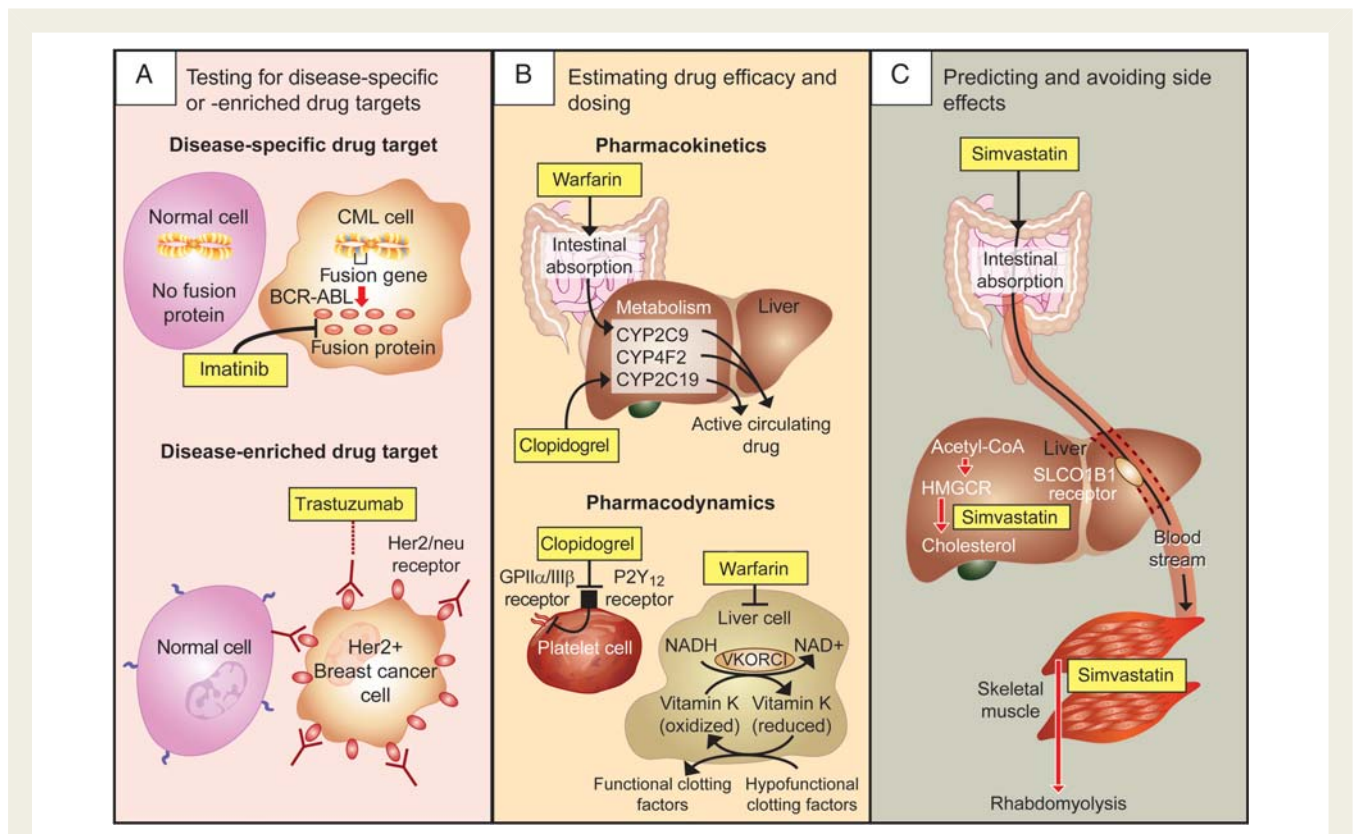 A
Testing for disease-specific
or -enriched drug targets
Disease-specific drug target
Normal cell
No fusion
protein
CML cell
Fusion gene
BCR-ABL
Fusion protein
Imatinib
Disease-enriched drug target
Trastuzumab
Her2/neu
receptor
Normal cell
Her2+
Breast cancer
cell
B
Estimating drug efficacy and
dosing
Pharmacokinetics
Warfarin
Intestinal
absorption
Metabolism
Liver
CYP2C9
CYP4F2
CYP2C19
Clopidogrel
Active circulating
drug
Pharmacodynamics
Clopidogrel
GPIIα/IIIβ
receptor
P2Y12
receptor
Platelet cell
Warfarin
Liver cell
NADH
VKORCI
NAD+
Vitamin K
(oxidized)
Vitamin K
(reduced)
Functional clotting
factors
Hypofunctional
clotting factors
C
Predicting and avoiding side
effects
Simvastatin
Intestinal
absorption
Acetyl-CoA
HMGCR
Simvastatin
Cholesterol
Liver
SLCO1B1
receptor
Blood
stream
Skeletal
muscle
Simvastatin
Rhabdomyolysis